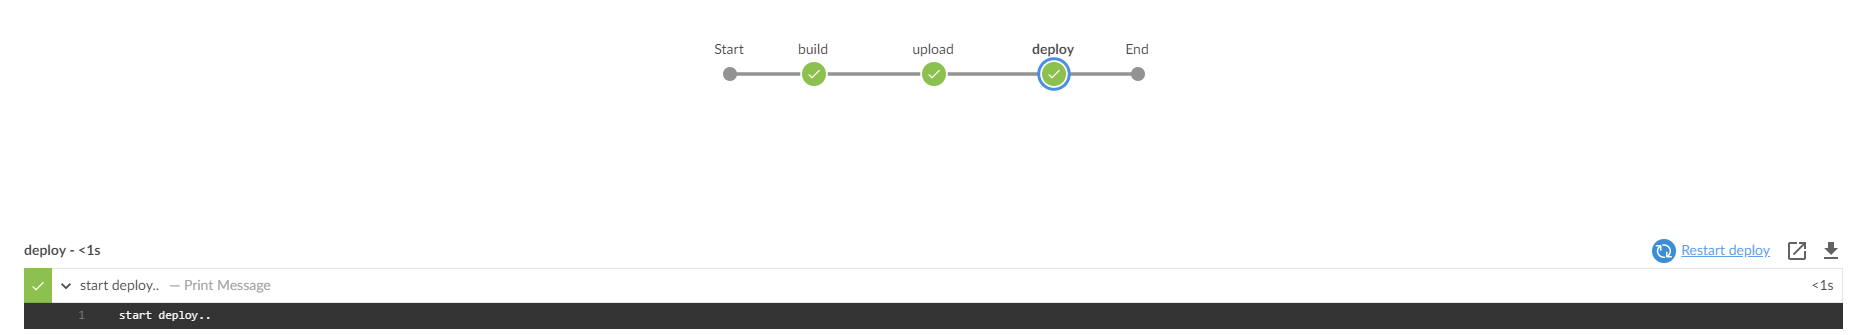 Start build upload deploy End
deploy - <1s Restart deploy
start deploy.. — Print Message <1s
1 start deploy..